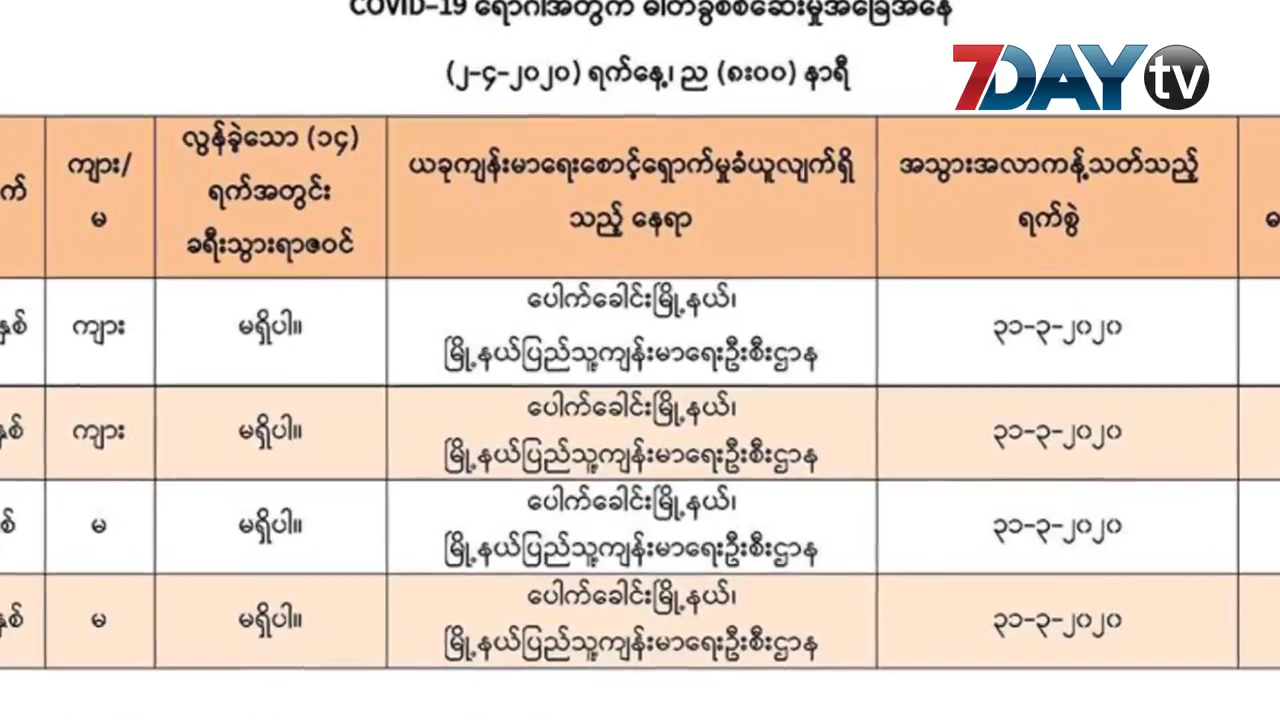 COVID-19 ရောဂါအတွက် ဓာတ်ခွဲစစ်ဆေးမှုအခြေအနေ
(၂-၄-၂၀၂၀) ရက်နေ့၊ ည (၈း၀၀) နာရီ
7DAY tv
ကျား/
မ
လွန်ခဲ့သော (၁၄)
ရက်အတွင်း
ခရီးသွားရာဇဝင်
ယခုကျန်းမာရေးစောင့်ရှောက်မှုခံယူလျက်ရှိ
သည့် နေရာ
အသွားအလာကန့်သတ်သည့်
ရက်စွဲ
ကျား
မရှိပါ။
ပေါက်ခေါင်းမြို့နယ်၊
မြို့နယ်ပြည်သူ့ကျန်းမာရေးဦးစီးဌာန
၃၁-၃-၂၀၂၀
ကျား
မရှိပါ။
ပေါက်ခေါင်းမြို့နယ်၊
မြို့နယ်ပြည်သူ့ကျန်းမာရေးဦးစီးဌာန
၃၁-၃-၂၀၂၀
မ
မရှိပါ။
ပေါက်ခေါင်းမြို့နယ်၊
မြို့နယ်ပြည်သူ့ကျန်းမာရေးဦးစီးဌာန
၃၁-၃-၂၀၂၀
မ
မရှိပါ။
ပေါက်ခေါင်းမြို့နယ်၊
မြို့နယ်ပြည်သူ့ကျန်းမာရေးဦးစီးဌာန
၃၁-၃-၂၀၂၀